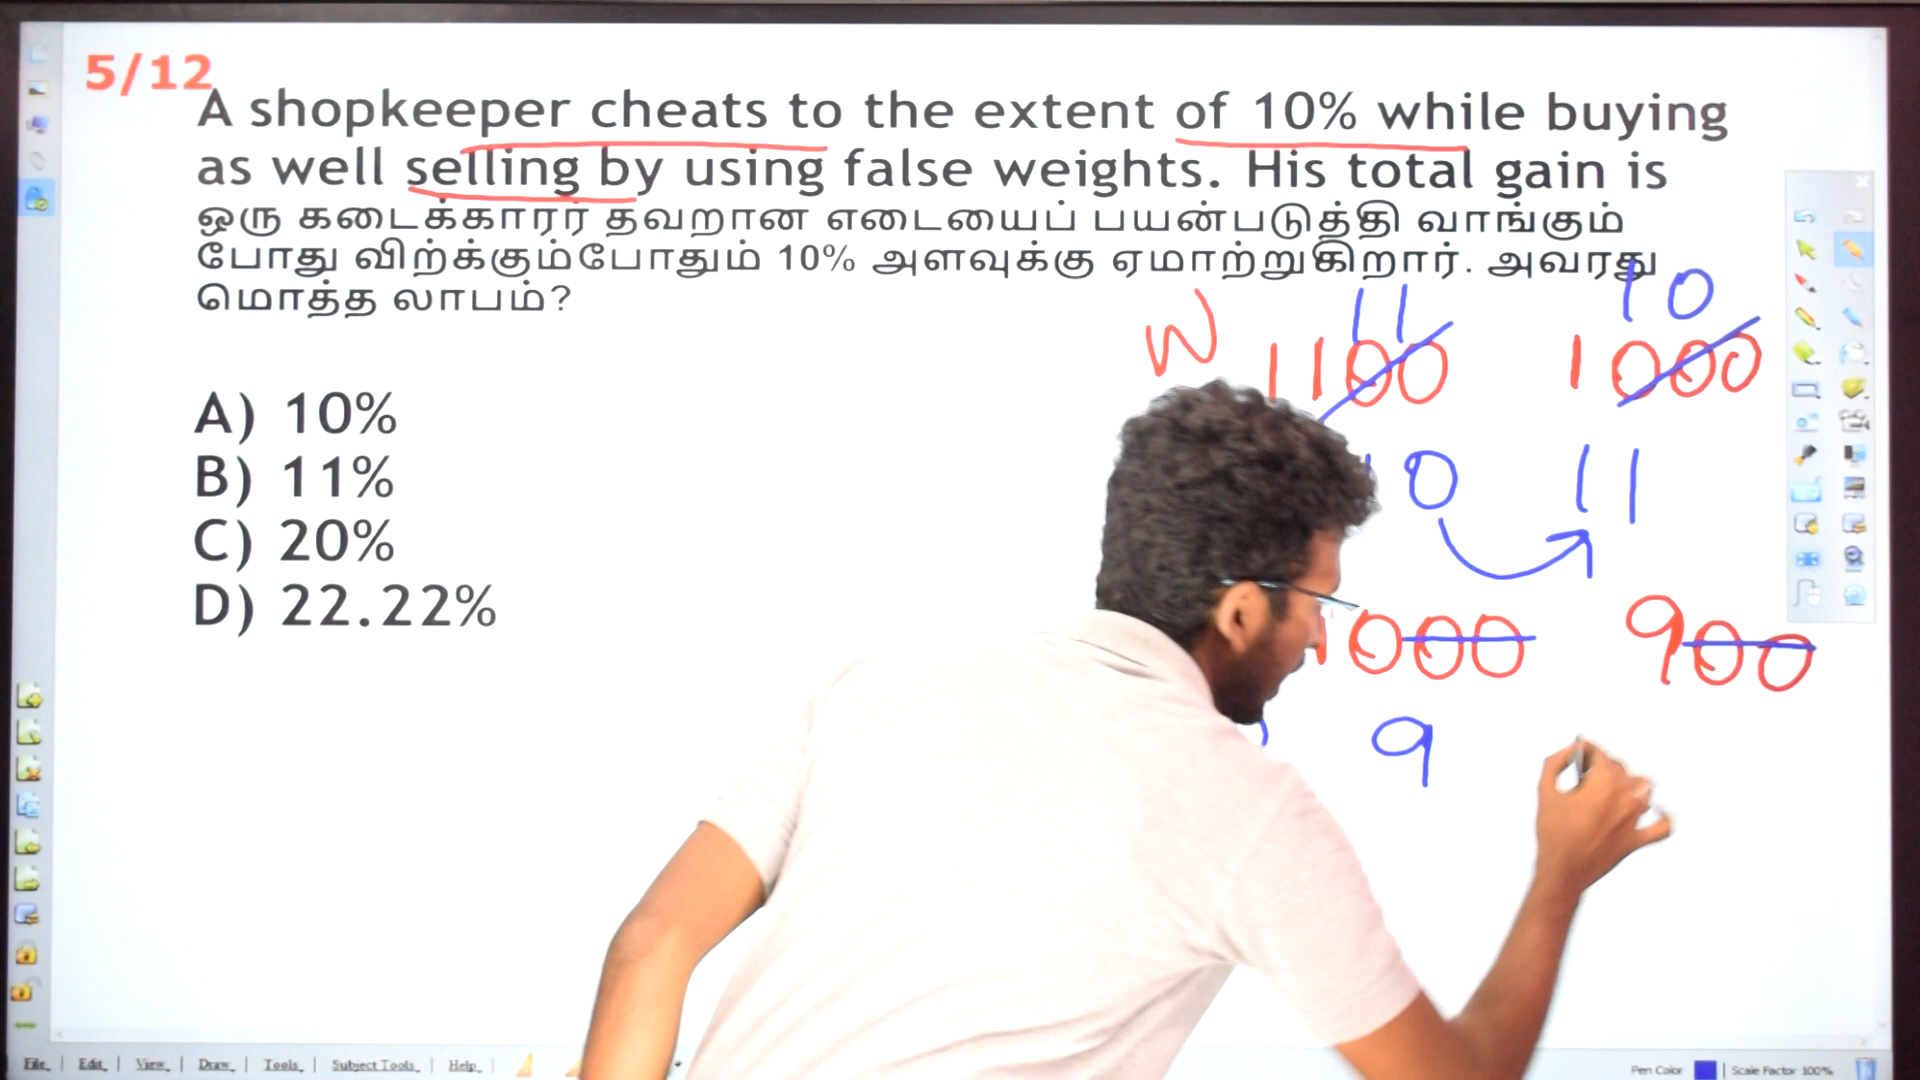 5/12
A shopkeeper cheats to the extent of 10% while buying
as well selling by using false weights. His total gain is
ஒரு கடைக்காரர் தவறான எடையைப் பயன்படுத்தி வாங்கும்
போது விற்க்கும்போதும் 10% அளவுக்கு ஏமாற்றுகிறார். அவரது
மொத்த லாபம்?
A) 10%
B) 11%
C) 20%
D) 22.22%
11 10
W 1100 1000
10 11
1000 900
9
File Edit View Draw Tools Subject Tools Help
Pen Color Scale Factor 100%